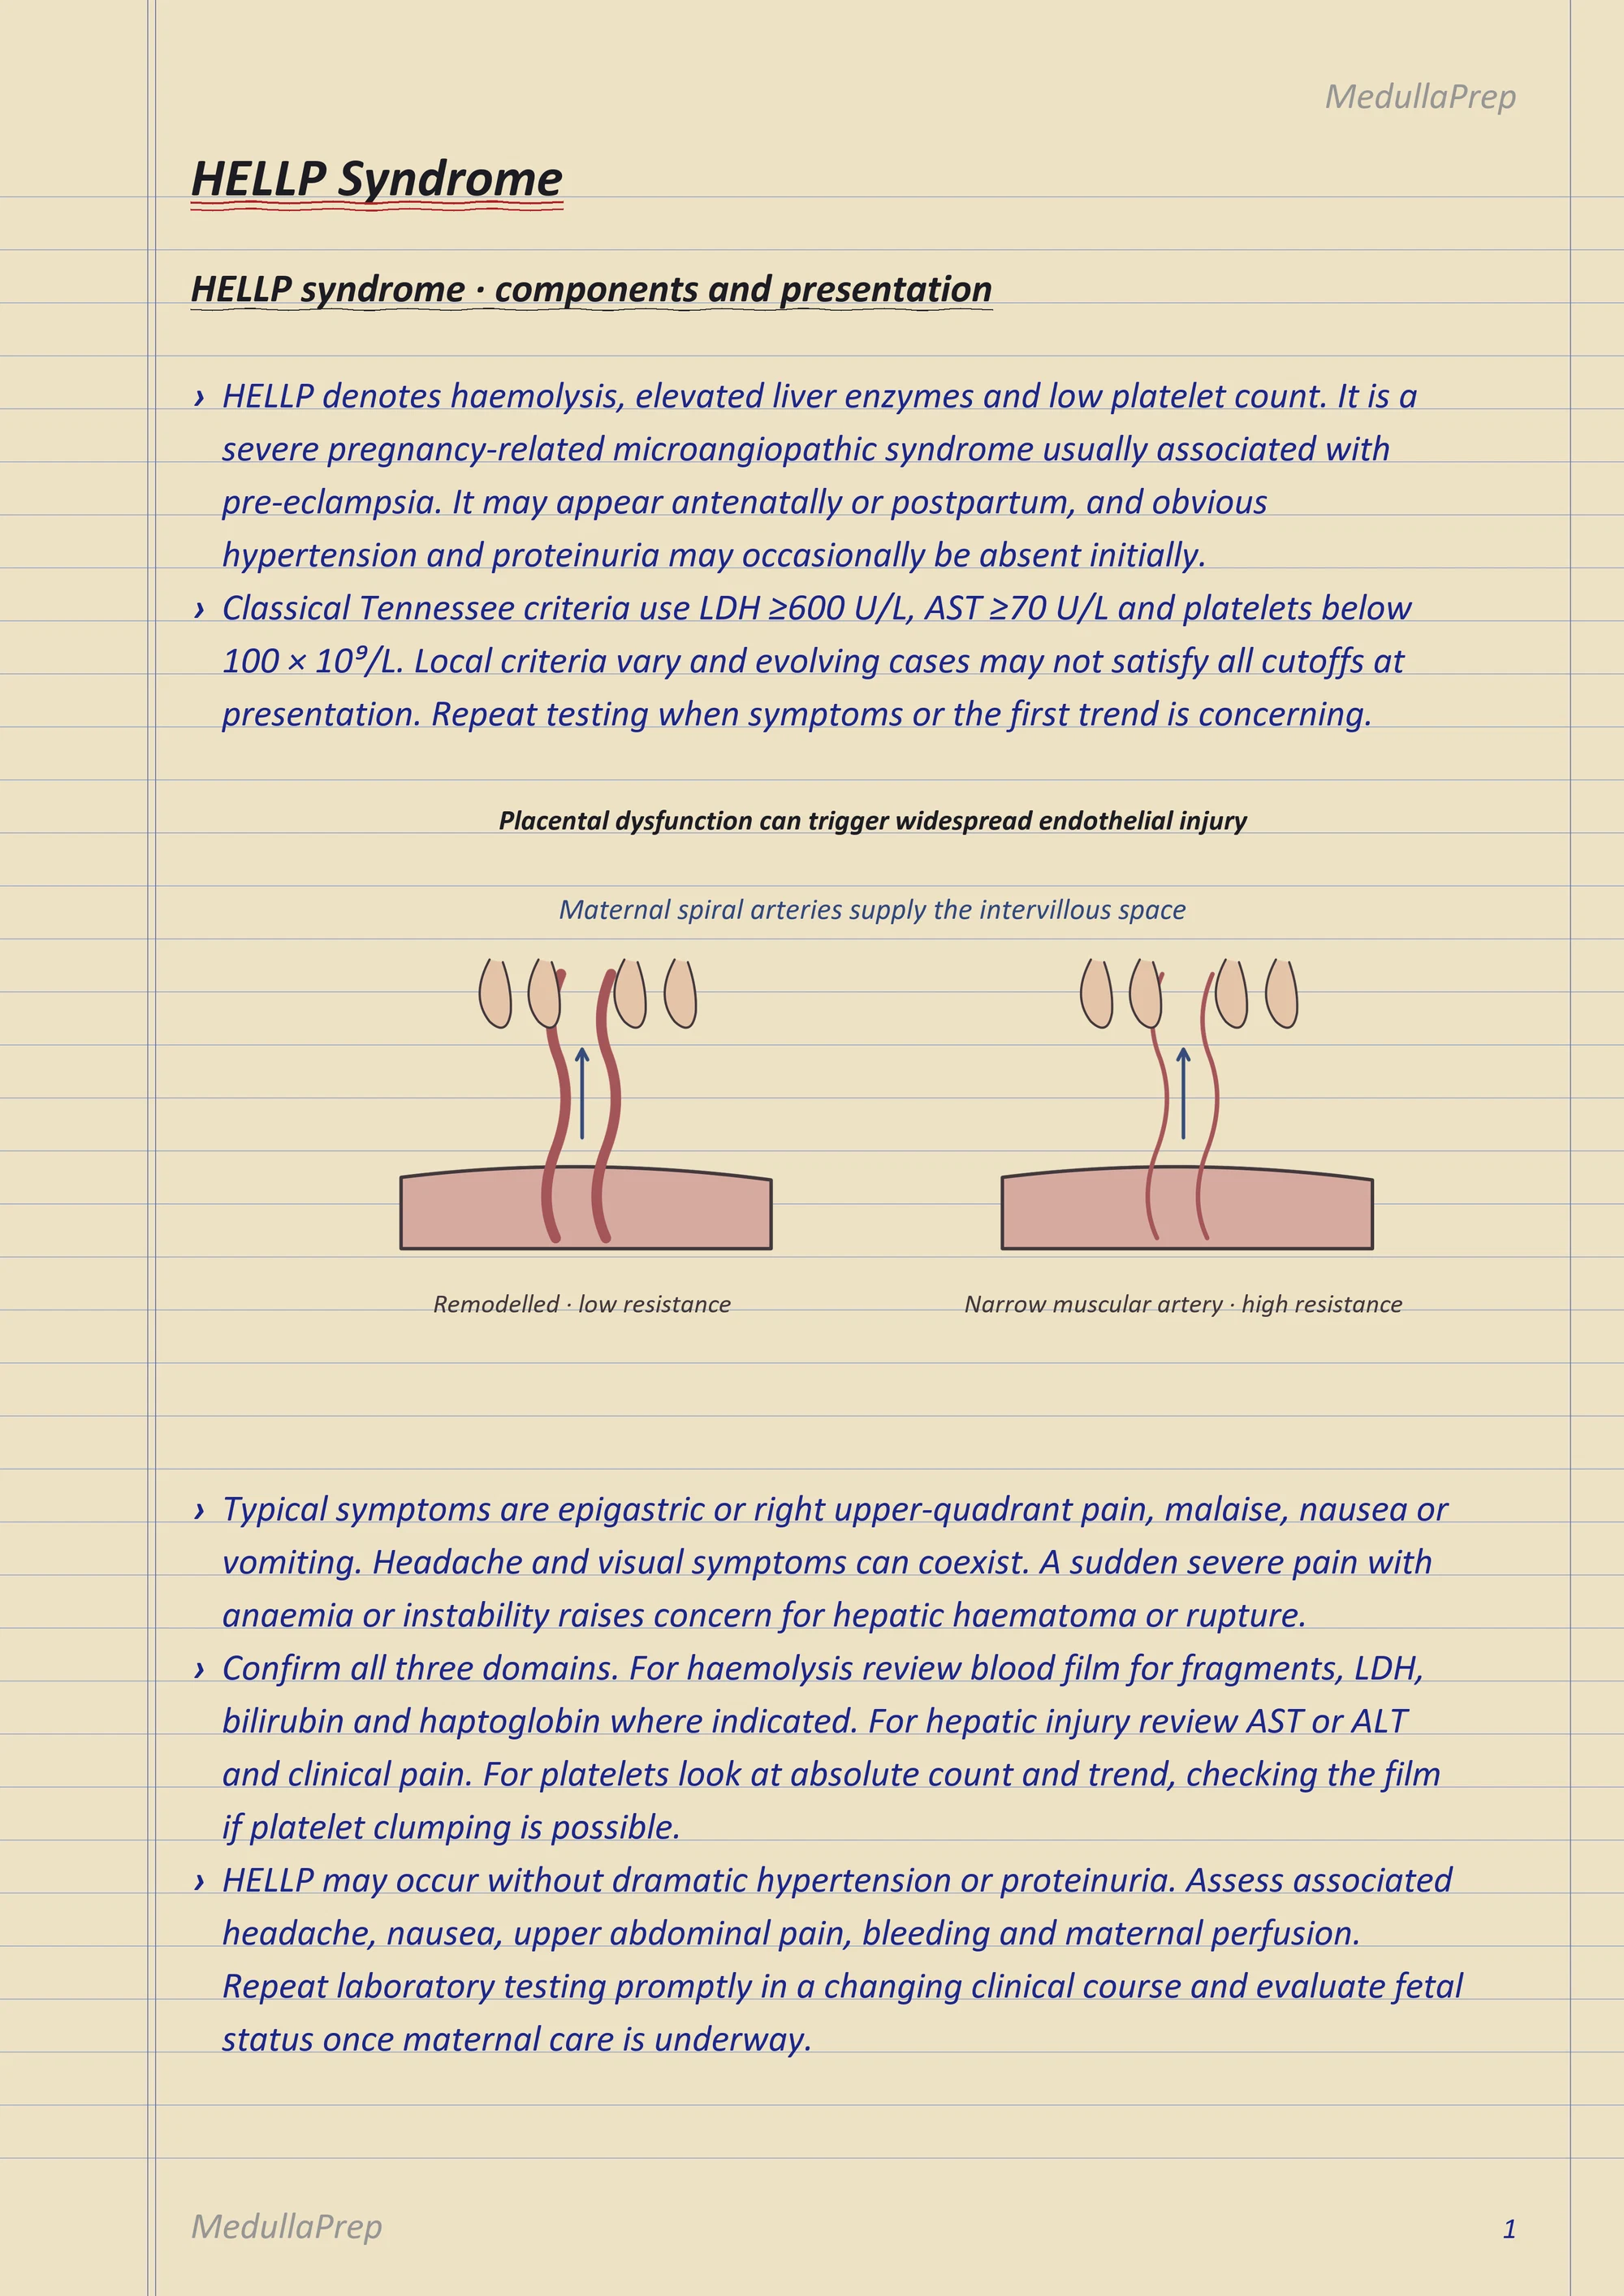 MedullaPrep
HELLP Syndrome
HELLP syndrome · components and presentation
› HELLP denotes haemolysis, elevated liver enzymes and low platelet count. It is a
severe pregnancy-related microangiopathic syndrome usually associated with
pre-eclampsia. It may appear antenatally or postpartum, and obvious
hypertension and proteinuria may occasionally be absent initially.
› Classical Tennessee criteria use LDH ≥600 U/L, AST ≥70 U/L and platelets below
100 × 10⁹/L. Local criteria vary and evolving cases may not satisfy all cutoffs at
presentation. Repeat testing when symptoms or the first trend is concerning.
Placental dysfunction can trigger widespread endothelial injury
Maternal spiral arteries supply the intervillous space
Remodelled · low resistance
Narrow muscular artery · high resistance
› Typical symptoms are epigastric or right upper-quadrant pain, malaise, nausea or
vomiting. Headache and visual symptoms can coexist. A sudden severe pain with
anaemia or instability raises concern for hepatic haematoma or rupture.
› Confirm all three domains. For haemolysis review blood film for fragments, LDH,
bilirubin and haptoglobin where indicated. For hepatic injury review AST or ALT
and clinical pain. For platelets look at absolute count and trend, checking the film
if platelet clumping is possible.
› HELLP may occur without dramatic hypertension or proteinuria. Assess associated
headache, nausea, upper abdominal pain, bleeding and maternal perfusion.
Repeat laboratory testing promptly in a changing clinical course and evaluate fetal
status once maternal care is underway.
MedullaPrep
1